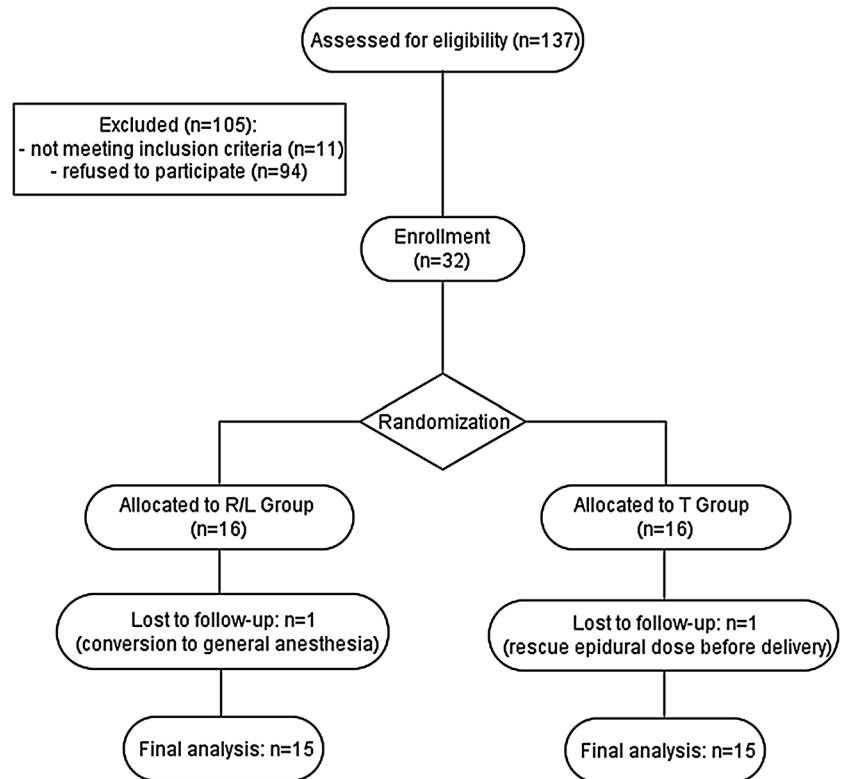 Assessed for eligibility (n=137)
Excluded (n=105):
- not meeting inclusion criteria (n=11)
- refused to participate (n=94)
Enrollment
(n=32)
Randomization
Allocated to R/L Group
(n=16)
Allocated to T Group
(n=16)
Lost to follow-up: n=1
(conversion to general anesthesia)
Lost to follow-up: n=1
(rescue epidural dose before delivery)
Final analysis: n=15
Final analysis: n=15